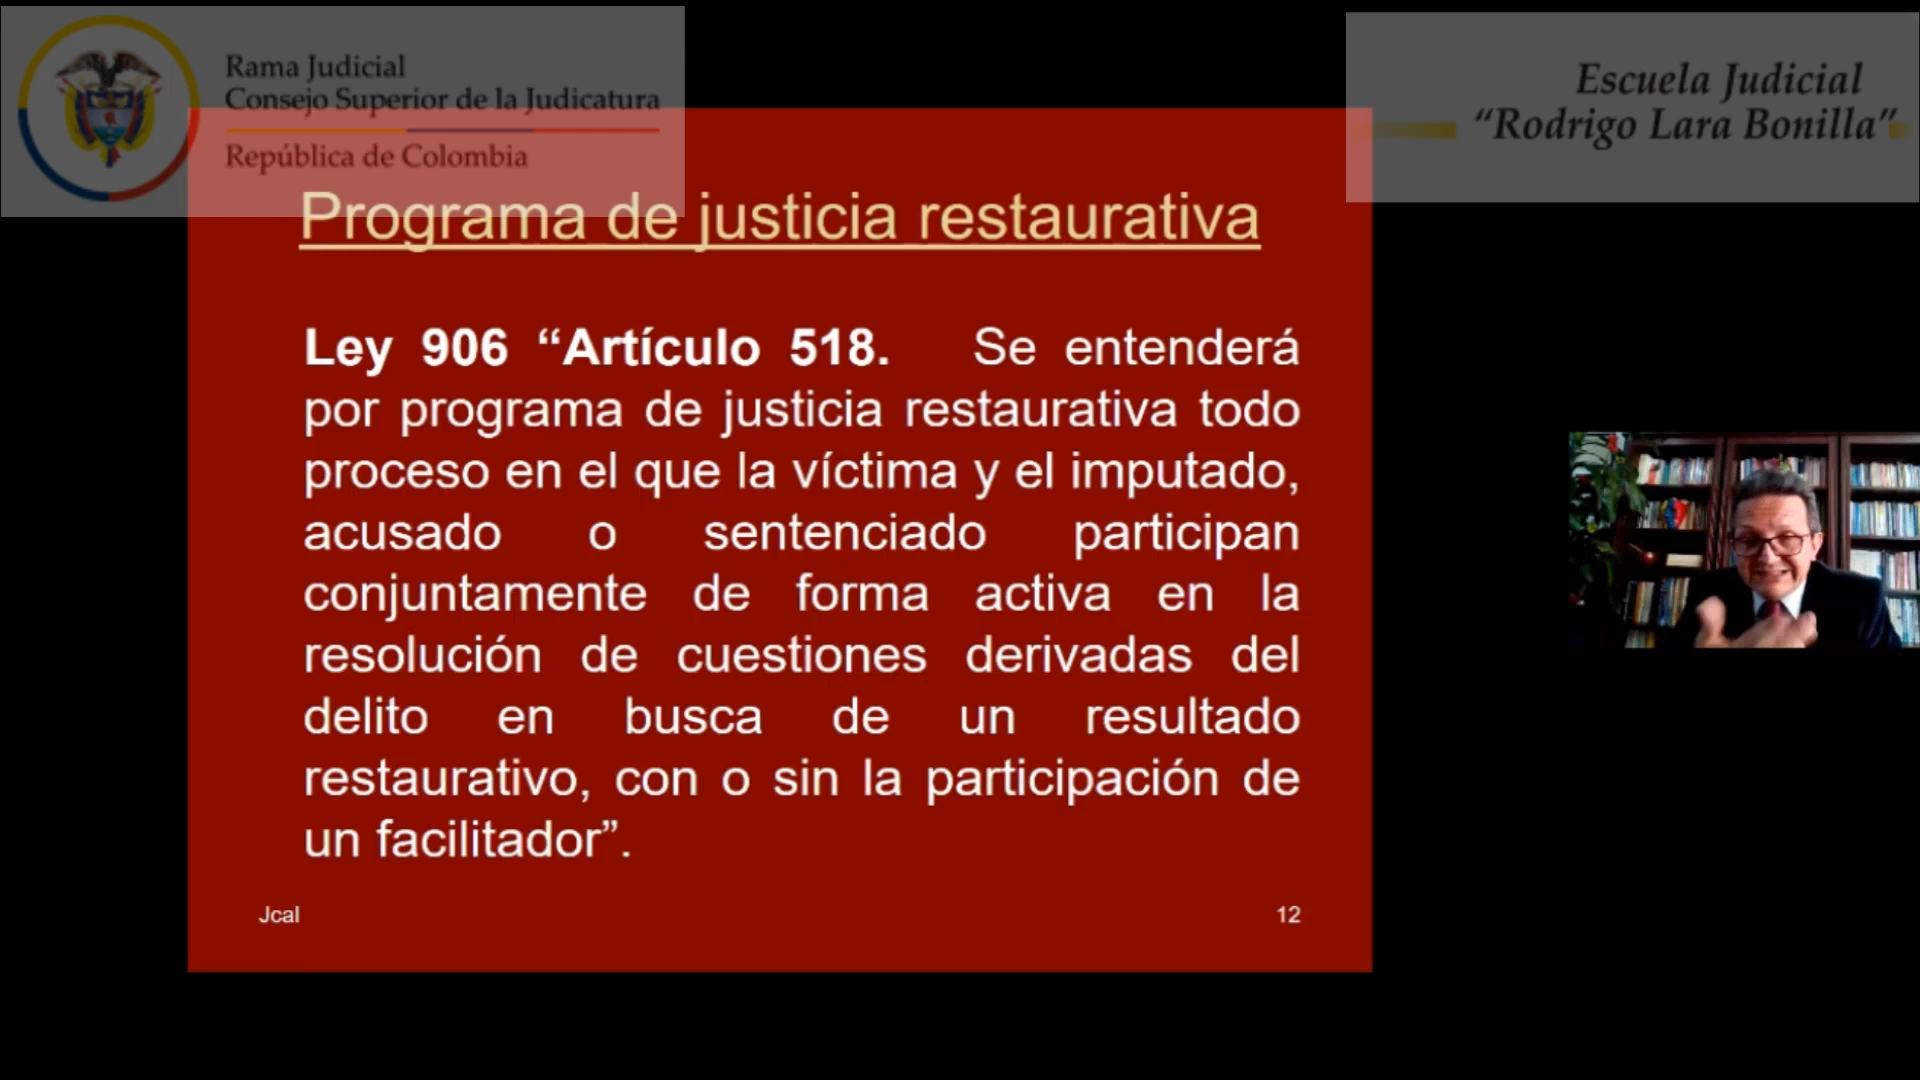 Rama Judicial
Consejo Superior de la Judicatura
República de Colombia
Escuela Judicial
“Rodrigo Lara Bonilla”
Programa de justicia restaurativa
Ley 906 “Artículo 518. Se entenderá
por programa de justicia restaurativa todo
proceso en el que la víctima y el imputado,
acusado o sentenciado participan
conjuntamente de forma activa en la
resolución de cuestiones derivadas del
delito en busca de un resultado
restaurativo, con o sin la participación de
un facilitador”.
Jcal
12